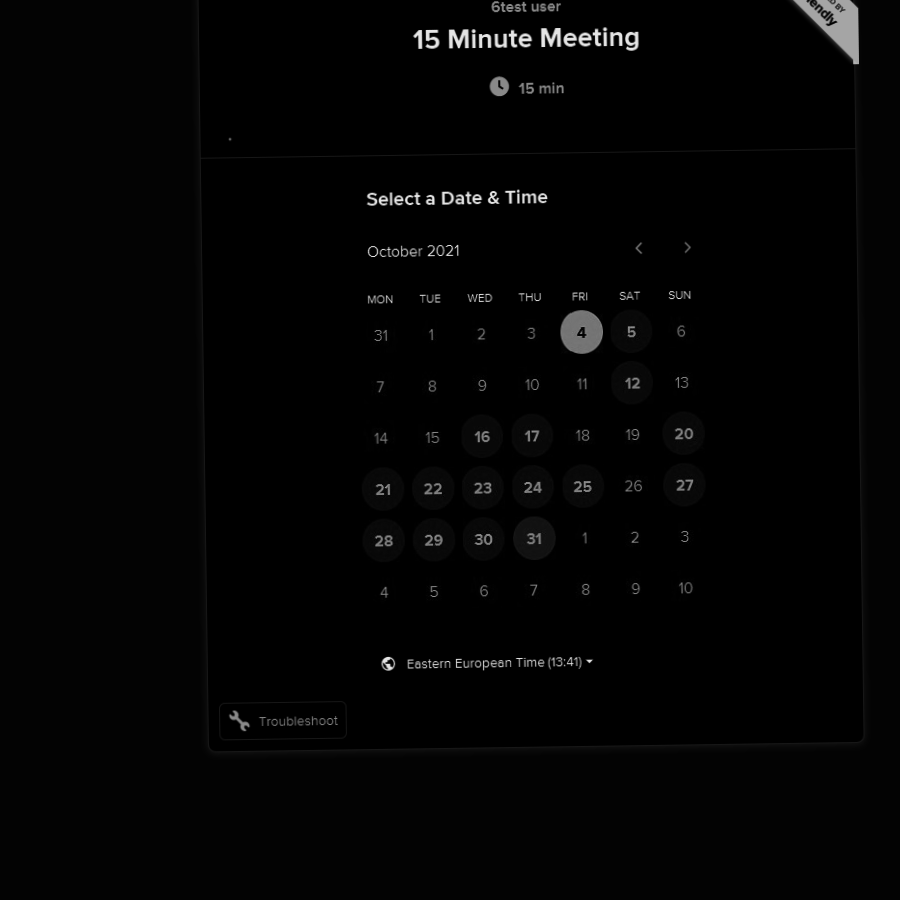 6test user
15 Minute Meeting
15 min
Select a Date & Time
October 2021
MON TUE WED THU FRI SAT SUN
31 1 2 3 4 5 6
7 8 9 10 11 12 13
14 15 16 17 18 19 20
21 22 23 24 25 26 27
28 29 30 31 1 2 3
4 5 6 7 8 9 10
Eastern European Time (13:41)
Troubleshoot